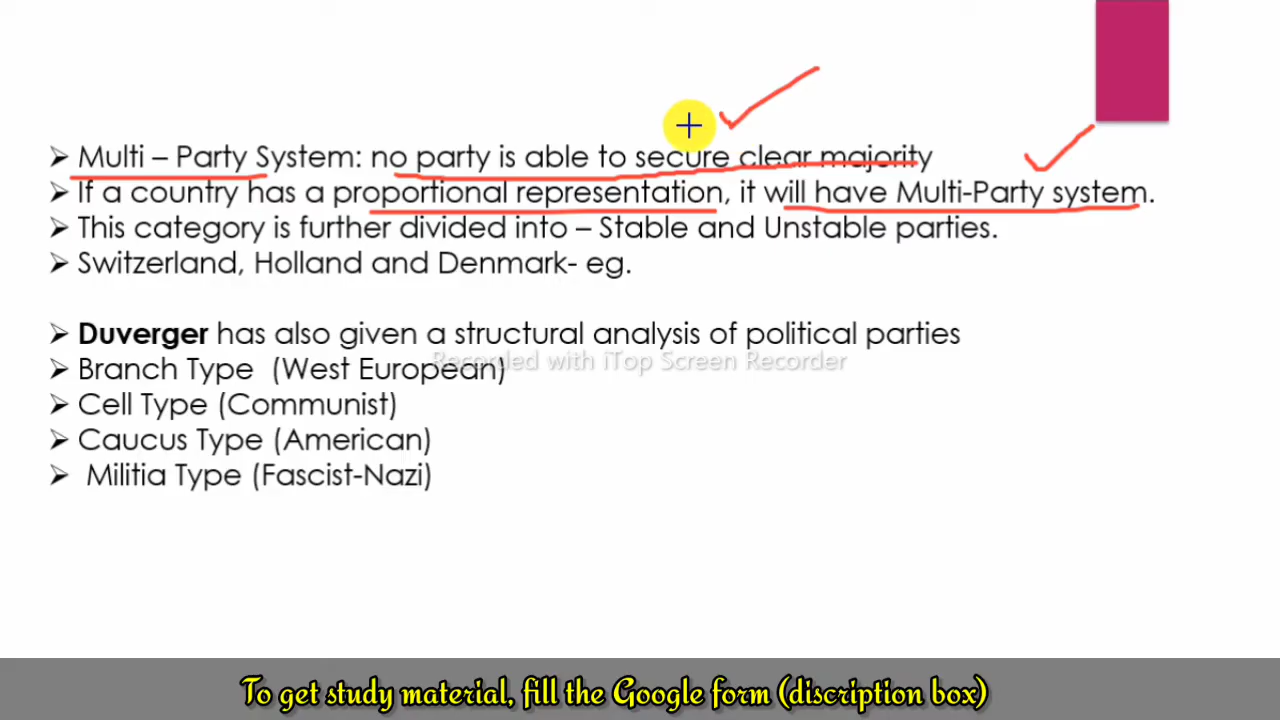 ➢ Multi – Party System: no party is able to secure clear majority
➢ If a country has a proportional representation, it will have Multi-Party system.
➢ This category is further divided into – Stable and Unstable parties.
➢ Switzerland, Holland and Denmark- eg.
➢ Duverger has also given a structural analysis of political parties
Recorded with iTop Screen Recorder
➢ Branch Type (West European)
➢ Cell Type (Communist)
➢ Caucus Type (American)
➢ Militia Type (Fascist-Nazi)
To get study material, fill the Google form (discription box)